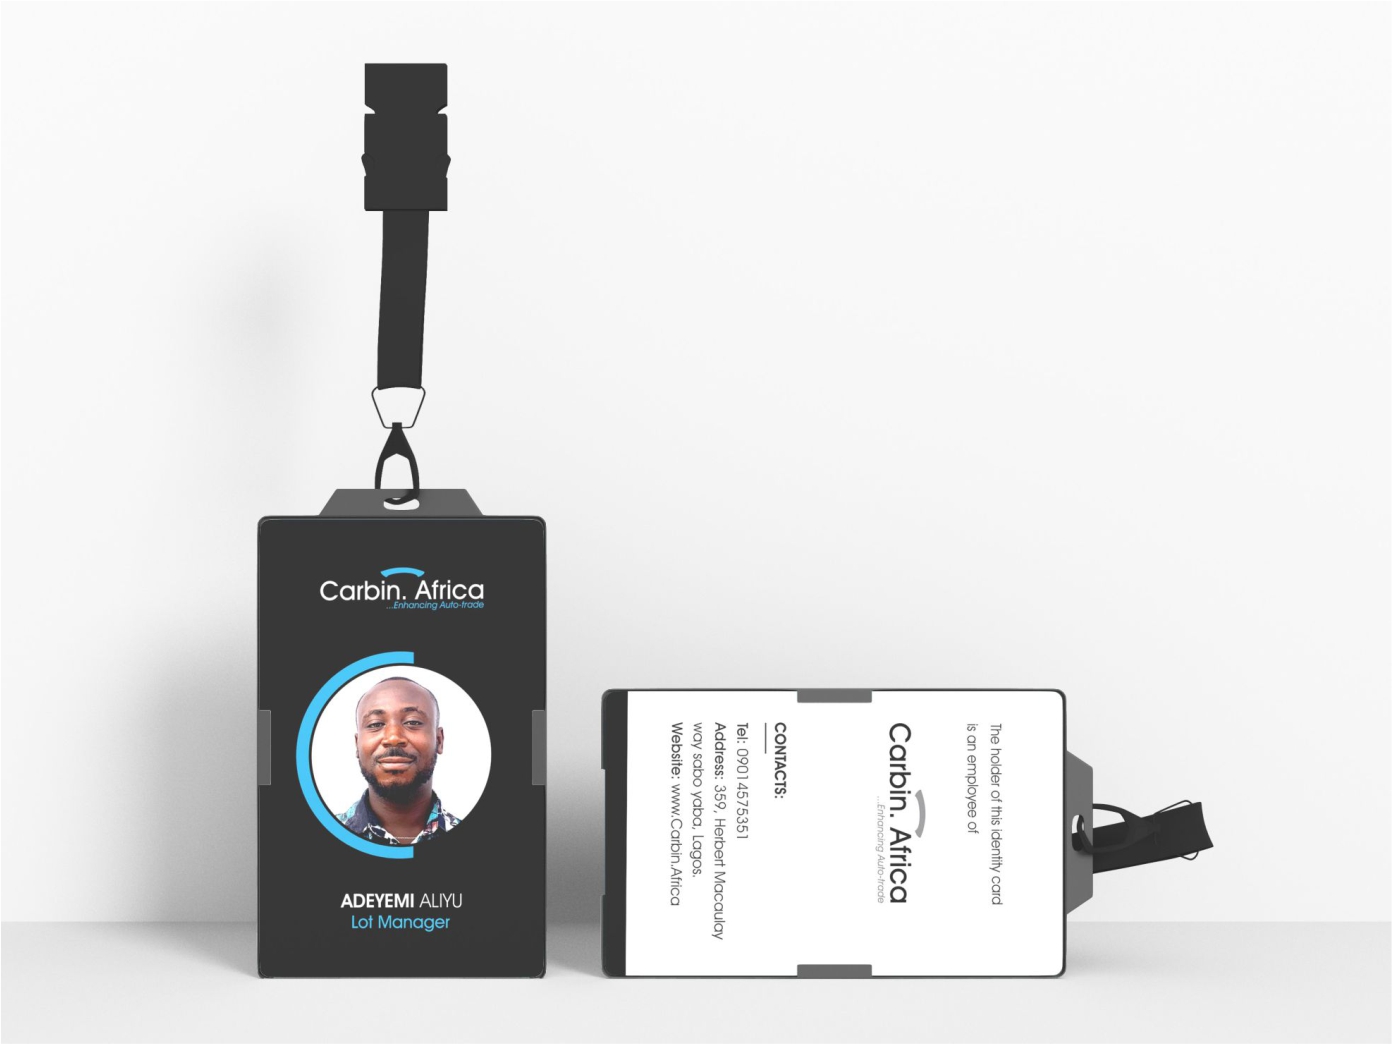 Carbin. Africa
...Enhancing Auto-trade
ADEYEMI ALIYU
Lot Manager
The holder of this identity card
is an employee of
Carbin. Africa
...Enhancing Auto-trade
CONTACTS:
Tel: 09014575351
Address: 359, Herbert Macaulay
way sabo yaba, Lagos.
Website: www.Carbin.Africa